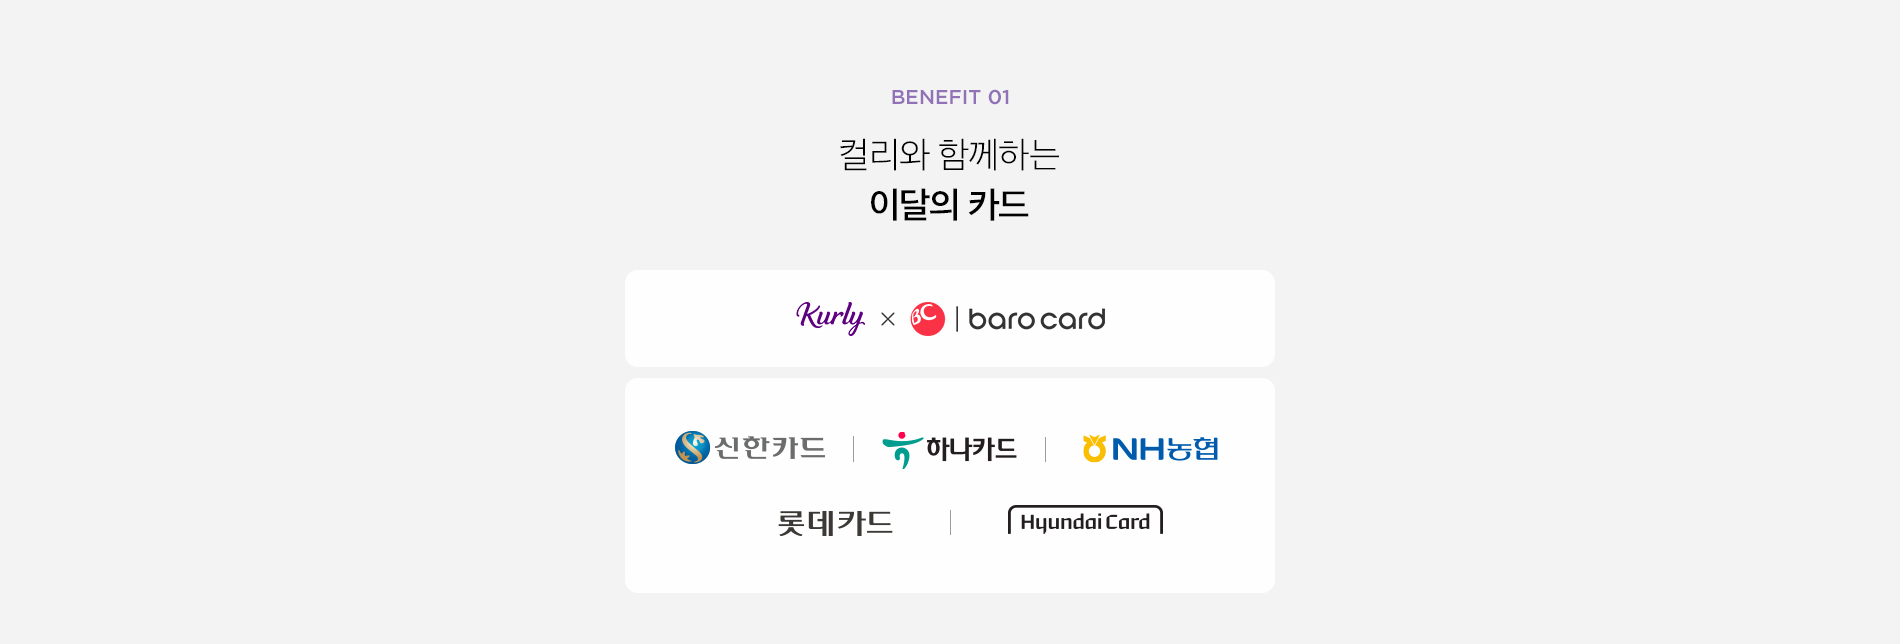 BENEFIT 01
컬리와 함께하는
이달의 카드
Kurly × BC | baro card
신한카드 | 하나카드 | NH농협
롯데카드 | Hyundai Card